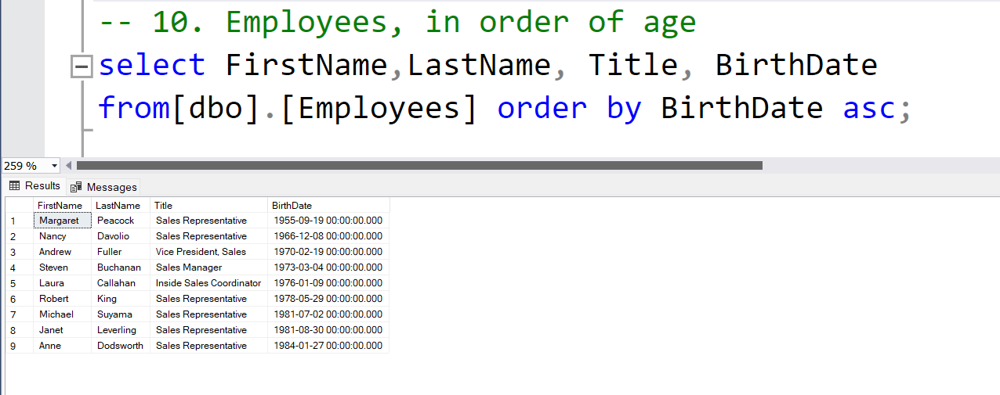 -- 10. Employees, in order of age
select FirstName,LastName, Title, BirthDate
from[dbo].[Employees] order by BirthDate asc;
259 %
Results Messages
FirstName LastName Title BirthDate
1 Margaret Peacock Sales Representative 1955-09-19 00:00:00.000
2 Nancy Davolio Sales Representative 1966-12-08 00:00:00.000
3 Andrew Fuller Vice President, Sales 1970-02-19 00:00:00.000
4 Steven Buchanan Sales Manager 1973-03-04 00:00:00.000
5 Laura Callahan Inside Sales Coordinator 1976-01-09 00:00:00.000
6 Robert King Sales Representative 1978-05-29 00:00:00.000
7 Michael Suyama Sales Representative 1981-07-02 00:00:00.000
8 Janet Leverling Sales Representative 1981-08-30 00:00:00.000
9 Anne Dodsworth Sales Representative 1984-01-27 00:00:00.000